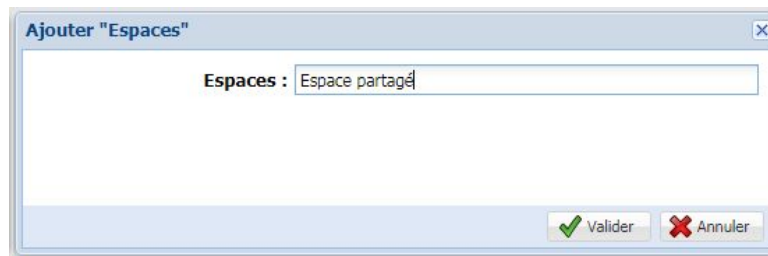 Ajouter "Espaces"
Espaces : Espace partagé
Valider Annuler